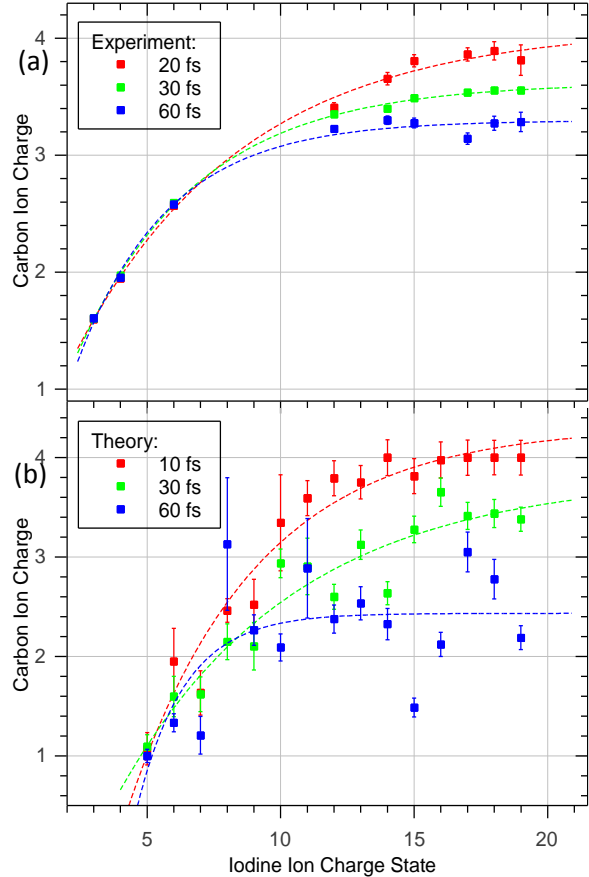 (a)
Experiment:
20 fs
30 fs
60 fs
Carbon Ion Charge
4
3
2
1
(b)
Theory:
10 fs
30 fs
60 fs
Carbon Ion Charge
4
3
2
1
5 10 15 20
Iodine Ion Charge State